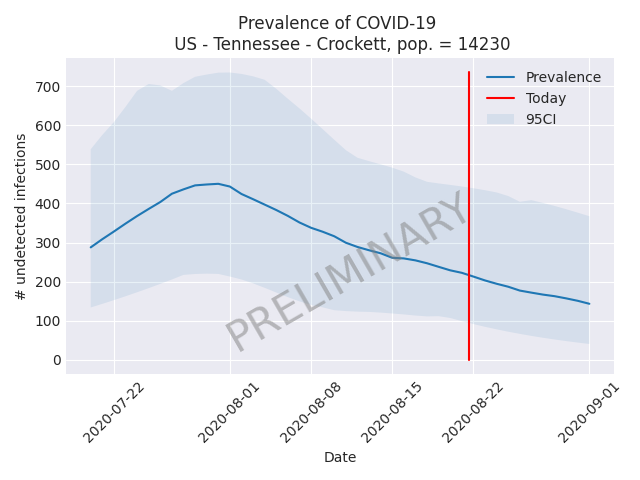 Prevalence of COVID-19
US - Tennessee - Crockett, pop. = 14230
Prevalence
Today
95CI
700
600
500
400
300
200
100
0
# undetected infections
PRELIMINARY
2020-07-22
2020-08-01
2020-08-08
2020-08-15
2020-08-22
2020-09-01
Date